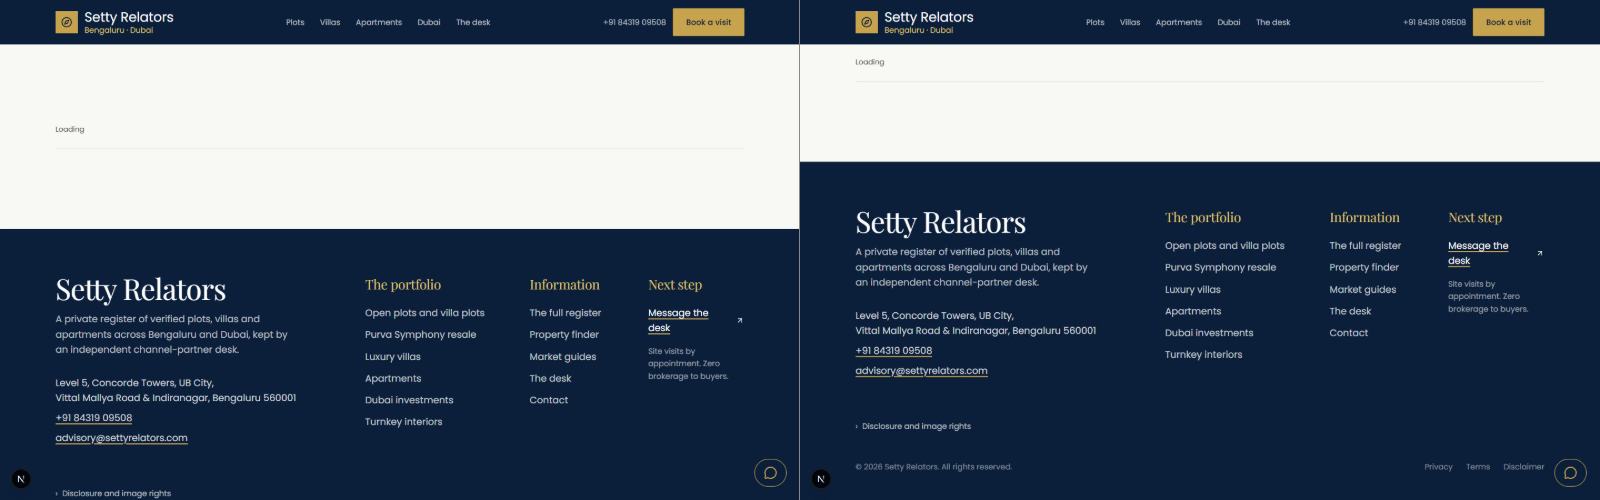 Setty Relators
Bengaluru · Dubai
Plots Villas Apartments Dubai The desk
+91 84319 09508
Book a visit
Loading
Setty Relators
A private register of verified plots, villas and
apartments across Bengaluru and Dubai, kept by
an independent channel-partner desk.
Level 5, Concorde Towers, UB City,
Vittal Mallya Road & Indiranagar, Bengaluru 560001
+91 84319 09508
advisory@settyrelators.com
The portfolio
Open plots and villa plots
Purva Symphony resale
Luxury villas
Apartments
Dubai investments
Turnkey interiors
Information
The full register
Property finder
Market guides
The desk
Contact
Next step
Message the
desk
Site visits by
appointment. Zero
brokerage to buyers.
› Disclosure and image rights
N
Setty Relators
Bengaluru · Dubai
Plots Villas Apartments Dubai The desk
+91 84319 09508
Book a visit
Loading
Setty Relators
A private register of verified plots, villas and
apartments across Bengaluru and Dubai, kept by
an independent channel-partner desk.
Level 5, Concorde Towers, UB City,
Vittal Mallya Road & Indiranagar, Bengaluru 560001
+91 84319 09508
advisory@settyrelators.com
The portfolio
Open plots and villa plots
Purva Symphony resale
Luxury villas
Apartments
Dubai investments
Turnkey interiors
Information
The full register
Property finder
Market guides
The desk
Contact
Next step
Message the
desk
Site visits by
appointment. Zero
brokerage to buyers.
› Disclosure and image rights
© 2026 Setty Relators. All rights reserved.
Privacy Terms Disclaimer
N